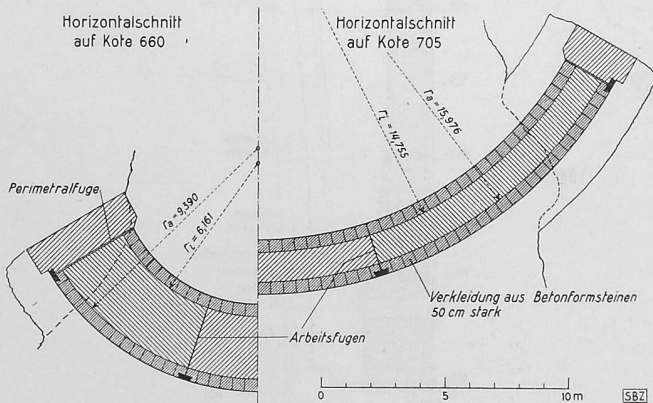 Horizontalschnitt
auf Kote 660
Horizontalschnitt
auf Kote 705
ra = 15,976
ri = 14,755
Perimetralfuge
ra = 9,390
ri = 6,161
Verkleidung aus Betonformsteinen
50 cm stark
Arbeitsfugen
0 5 10 m
SBZ